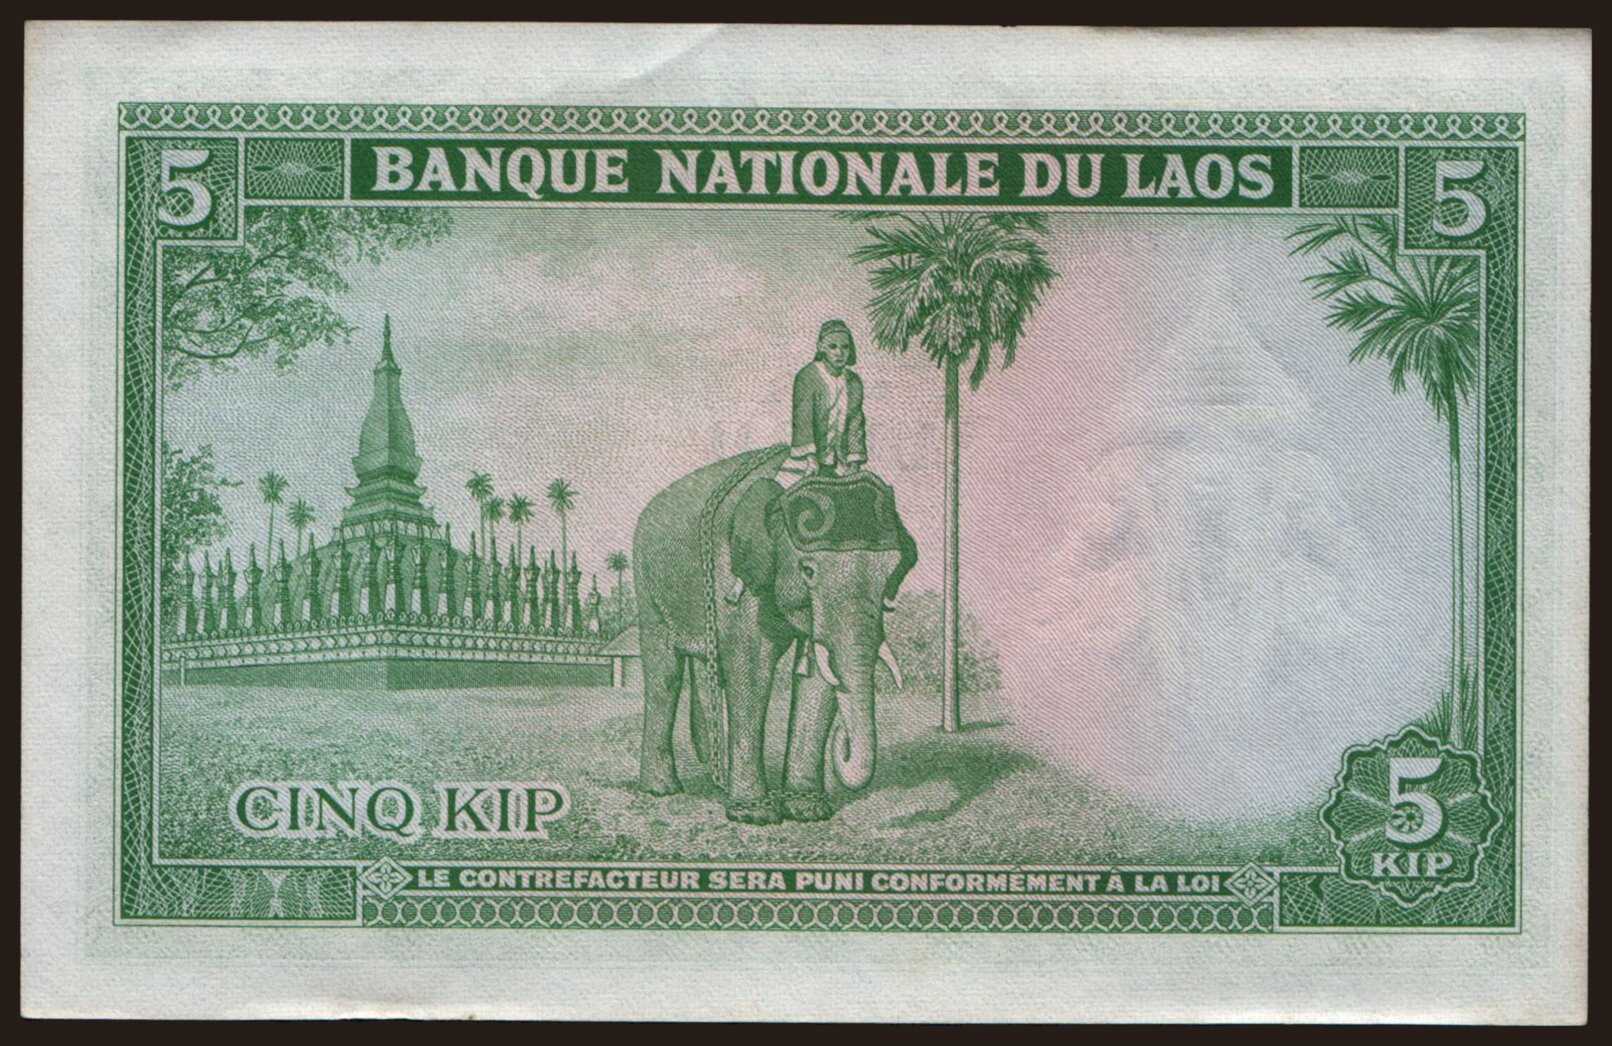 5 BANQUE NATIONALE DU LAOS 5
CINQ KIP
5
KIP
LE CONTREFACTEUR SERA PUNI CONFORMÉMENT À LA LOI